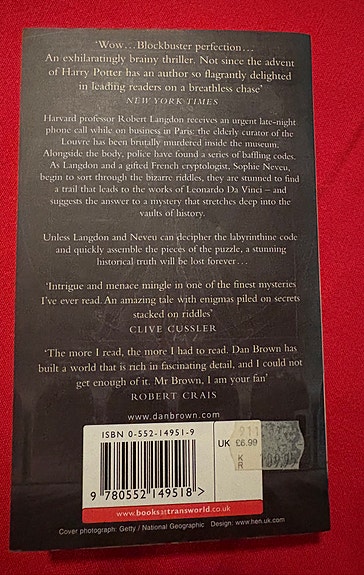 ‘Wow…Blockbuster perfection…
An exhilaratingly brainy thriller. Not since the advent
of Harry Potter has an author so flagrantly delighted
in leading readers on a breathless chase’
NEW YORK TIMES
Harvard professor Robert Langdon receives an urgent late-night
phone call while on business in Paris: the elderly curator of the
Louvre has been brutally murdered inside the museum.
Alongside the body, police have found a series of baffling codes.
As Langdon and a gifted French cryptologist, Sophie Neveu,
begin to sort through the bizarre riddles, they are stunned to find
a trail that leads to the works of Leonardo Da Vinci – and
suggests the answer to a mystery that stretches deep into the
vaults of history.
Unless Langdon and Neveu can decipher the labyrinthine code
and quickly assemble the pieces of the puzzle, a stunning
historical truth will be lost forever…
‘Intrigue and menace mingle in one of the finest mysteries
I’ve ever read. An amazing tale with enigmas piled on secrets
stacked on riddles’
CLIVE CUSSLER
‘The more I read, the more I had to read. Dan Brown has
built a world that is rich in fascinating detail, and I could not
get enough of it. Mr Brown, I am your fan’
ROBERT CRAIS
www.danbrown.com
ISBN 0-552-14951-9
9 780552 149518 >
911
UK £6.99
K
R
www.booksattransworld.co.uk
Cover photograph: Getty / National Geographic Design: www.hen.uk.com